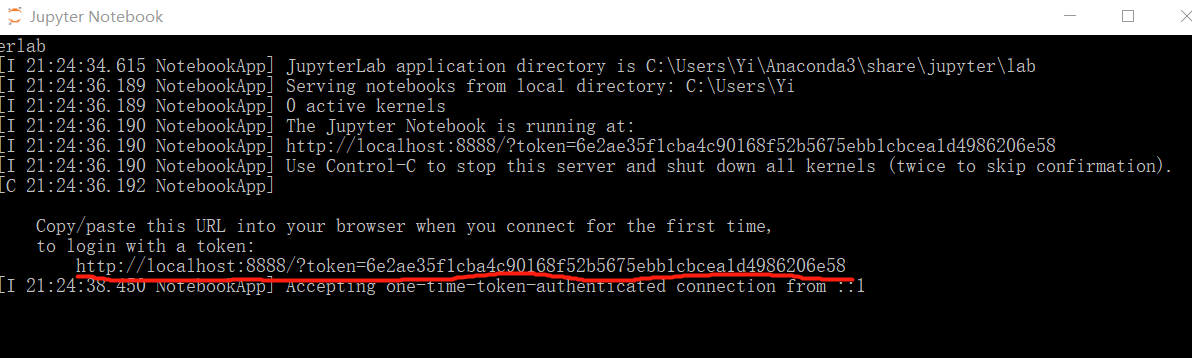 Jupyter Notebook
erlab
[I 21:24:34.615 NotebookApp] JupyterLab application directory is C:\Users\Yi\Anaconda3\share\jupyter\lab
[I 21:24:36.189 NotebookApp] Serving notebooks from local directory: C:\Users\Yi
[I 21:24:36.189 NotebookApp] 0 active kernels
[I 21:24:36.190 NotebookApp] The Jupyter Notebook is running at:
[I 21:24:36.190 NotebookApp] http://localhost:8888/?token=6e2ae35f1cba4c90168f52b5675ebb1cbcea1d4986206e58
[I 21:24:36.190 NotebookApp] Use Control-C to stop this server and shut down all kernels (twice to skip confirmation).
[C 21:24:36.192 NotebookApp]
Copy/paste this URL into your browser when you connect for the first time,
to login with a token:
http://localhost:8888/?token=6e2ae35f1cba4c90168f52b5675ebb1cbcea1d4986206e58
[I 21:24:38.450 NotebookApp] Accepting one-time-token-authenticated connection from ::1